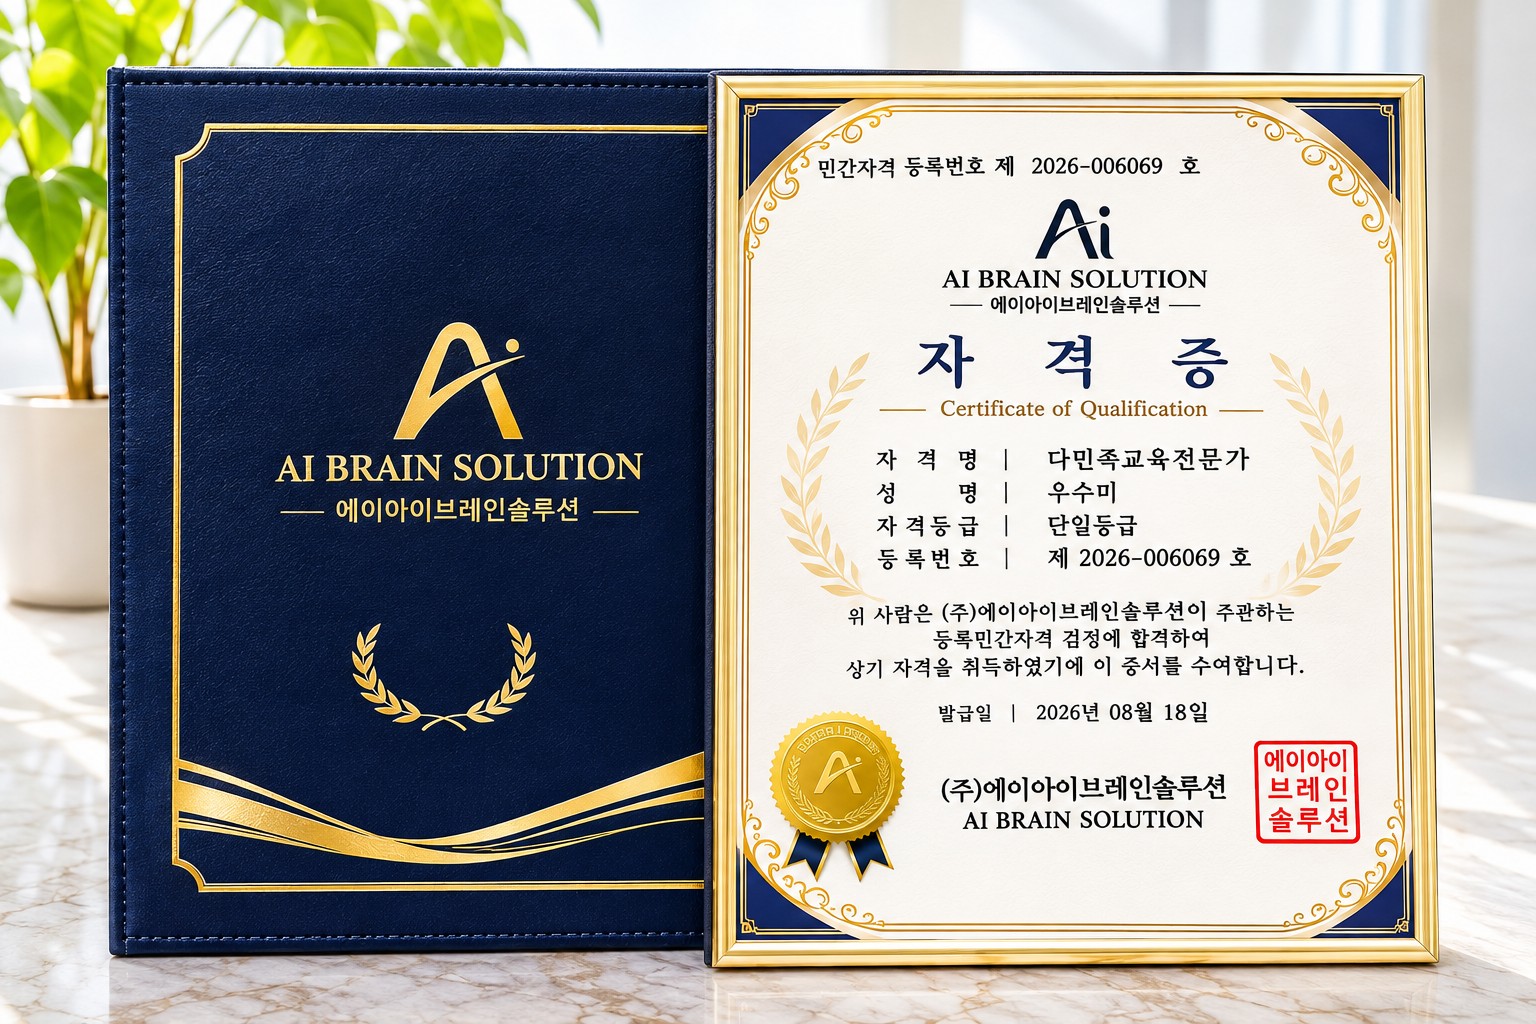 Ai
AI BRAIN SOLUTION
에이아이브레인솔루션
민간자격 등록번호 제 2026-006069 호
Ai
AI BRAIN SOLUTION
에이아이브레인솔루션
자 격 증
Certificate of Qualification
자 격 명 | 다민족교육전문가
성 명 | 우수미
자격등급 | 단일등급
등록번호 | 제 2026-006069 호
위 사람은 (주)에이아이브레인솔루션이 주관하는
등록민간자격 검정에 합격하여
상기 자격을 취득하였기에 이 증서를 수여합니다.
발급일 | 2026년 08월 18일
(주)에이아이브레인솔루션
AI BRAIN SOLUTION
에이아이
브레인
솔루션
Ai